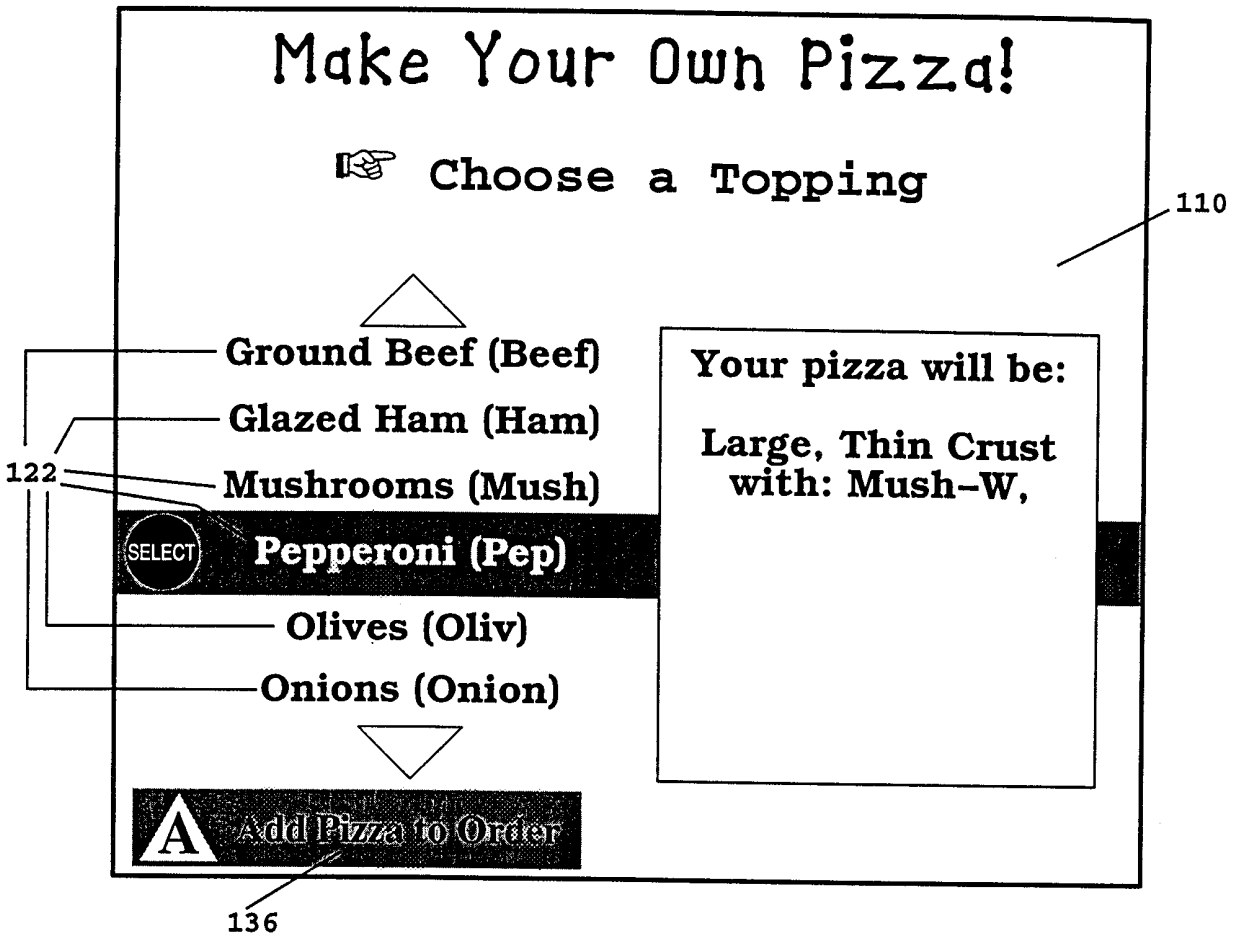 Make Your Own Pizza!
☞ Choose a Topping
110
Ground Beef (Beef)
Glazed Ham (Ham)
122
Mushrooms (Mush)
SELECT
Pepperoni (Pep)
Olives (Oliv)
Onions (Onion)
Your pizza will be:
Large, Thin Crust
with: Mush-W,
A
Add Pizza to Order
136